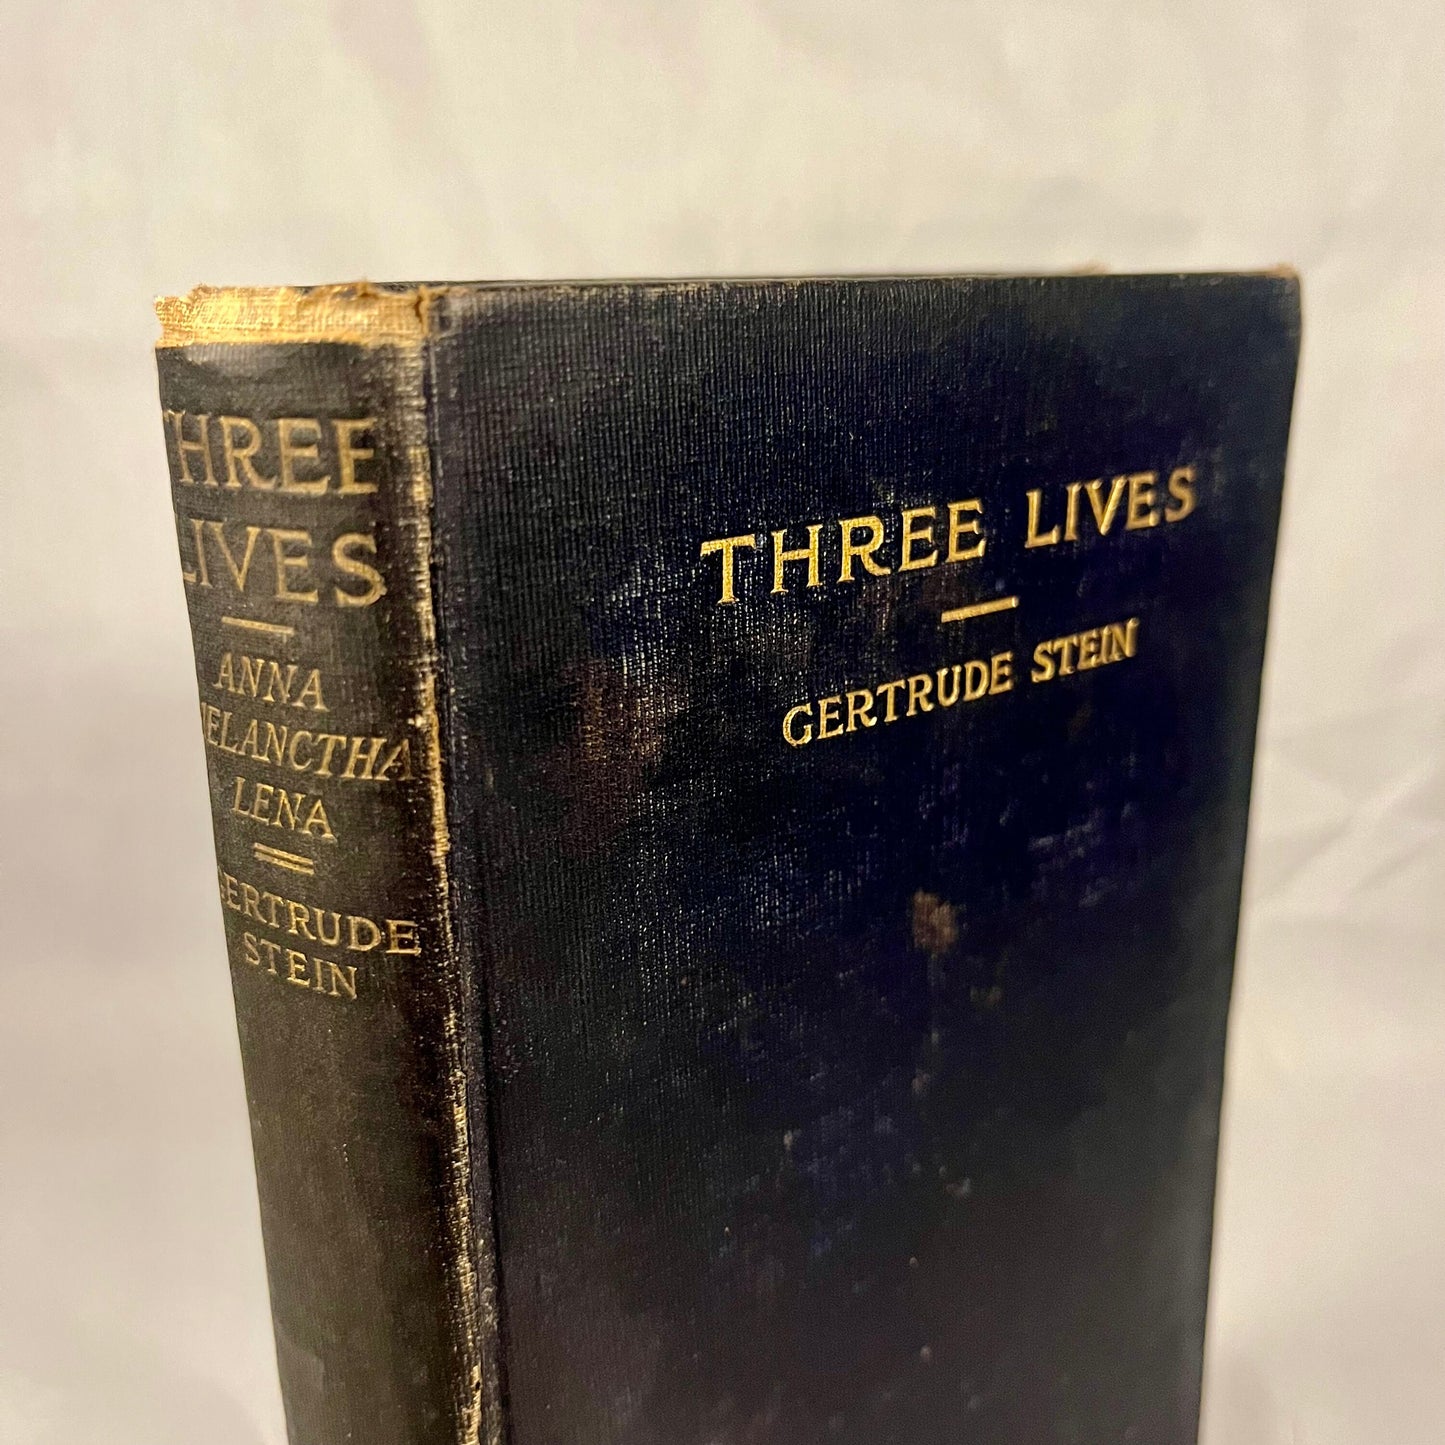 THREE
LIVES
ANNA
MELANCTHA
LENA
GERTRUDE
STEIN
THREE LIVES
GERTRUDE STEIN